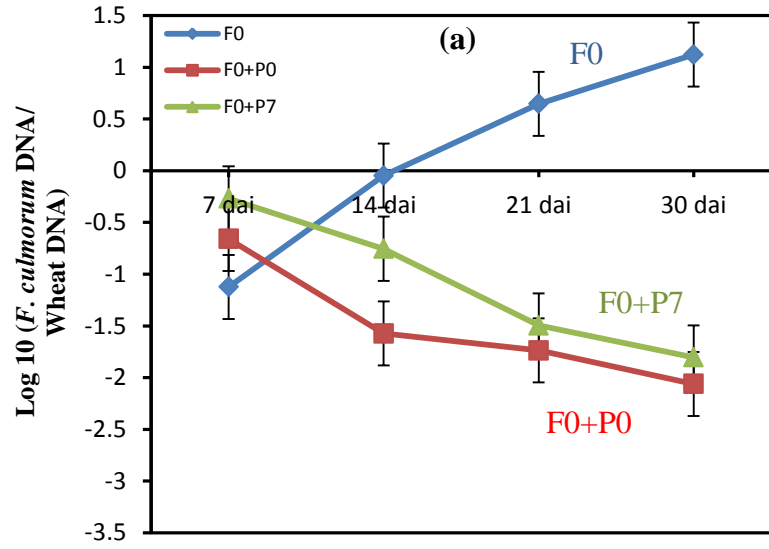 (a)
F0
F0+P0
F0+P7
F0
F0+P7
F0+P0
Log 10 (F. culmorum DNA/
Wheat DNA)
1.5
1
0.5
0
-0.5
-1
-1.5
-2
-2.5
-3
-3.5
7 dai
14 dai
21 dai
30 dai